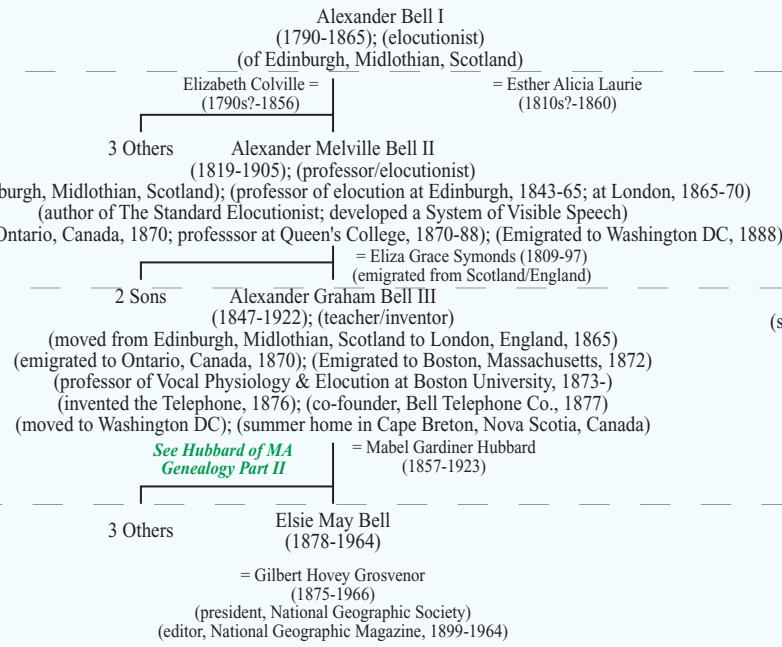 Alexander Bell I
(1790-1865); (elocutionist)
(of Edinburgh, Midlothian, Scotland)
Elizabeth Colville =
(1790s?-1856)
= Esther Alicia Laurie
(1810s?-1860)
3 Others
Alexander Melville Bell II
(1819-1905); (professor/elocutionist)
burgh, Midlothian, Scotland); (professor of elocution at Edinburgh, 1843-65; at London, 1865-70)
(author of The Standard Elocutionist; developed a System of Visible Speech)
Ontario, Canada, 1870; professsor at Queen's College, 1870-88); (Emigrated to Washington DC, 1888)
= Eliza Grace Symonds (1809-97)
(emigrated from Scotland/England)
2 Sons
Alexander Graham Bell III
(1847-1922); (teacher/inventor)
(s
(moved from Edinburgh, Midlothian, Scotland to London, England, 1865)
(emigrated to Ontario, Canada, 1870); (Emigrated to Boston, Massachusetts, 1872)
(professor of Vocal Physiology & Elocution at Boston University, 1873-)
(invented the Telephone, 1876); (co-founder, Bell Telephone Co., 1877)
(moved to Washington DC); (summer home in Cape Breton, Nova Scotia, Canada)
See Hubbard of MA
Genealogy Part II
= Mabel Gardiner Hubbard
(1857-1923)
3 Others
Elsie May Bell
(1878-1964)
= Gilbert Hovey Grosvenor
(1875-1966)
(president, National Geographic Society)
(editor, National Geographic Magazine, 1899-1964)